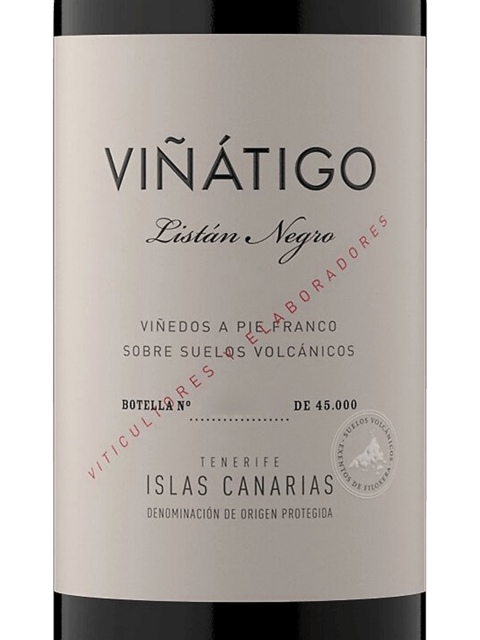 VIÑÁTIGO
Listán Negro
VITICULTORES Y ELABORADORES
VIÑEDOS A PIE FRANCO
SOBRE SUELOS VOLCÁNICOS
BOTELLA Nº ................. DE 45.000
TENERIFE
ISLAS CANARIAS
DENOMINACIÓN DE ORIGEN PROTEGIDA
SUELOS VOLCÁNICOS
EXENTOS DE FILOXERA